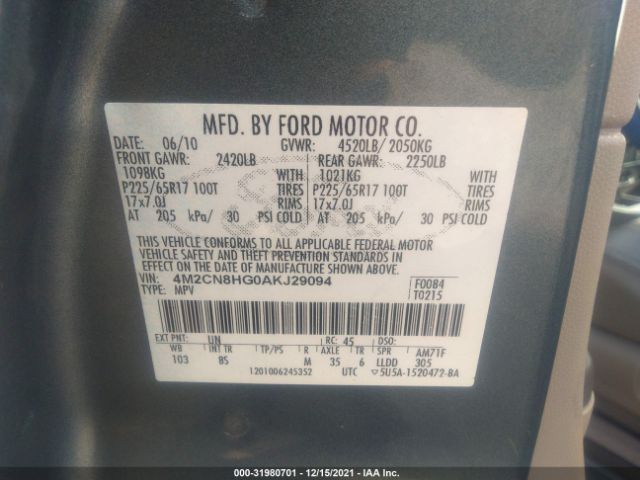 MFD. BY FORD MOTOR CO.
DATE: 06/10 GVWR: 4520LB/ 2050KG
FRONT GAWR: 2420LB REAR GAWR: 2250LB
1098KG WITH 1021KG WITH
P225/65R17 100T TIRES P225/65R17 100T TIRES
17x7.0J RIMS 17x7.0J RIMS
AT 205 kPa/ 30 PSI COLD AT 205 kPa/ 30 PSI COLD
THIS VEHICLE CONFORMS TO ALL APPLICABLE FEDERAL MOTOR
VEHICLE SAFETY AND THEFT PREVENTION STANDARDS IN
EFFECT ON THE DATE OF MANUFACTURE SHOWN ABOVE.
VIN: 4M2CN8HG0AKJ29094 F0084
TYPE: MPV T0215
EXT PNT: UN RC: 45 DSO:
WB INT TR TP/PS R AXLE TR SPR AM71F
103 BS M 35 6 LLDD 305
1201006245352 UTC 5U5A-1520472-BA
000-31980701 - 12/15/2021 - IAA Inc.